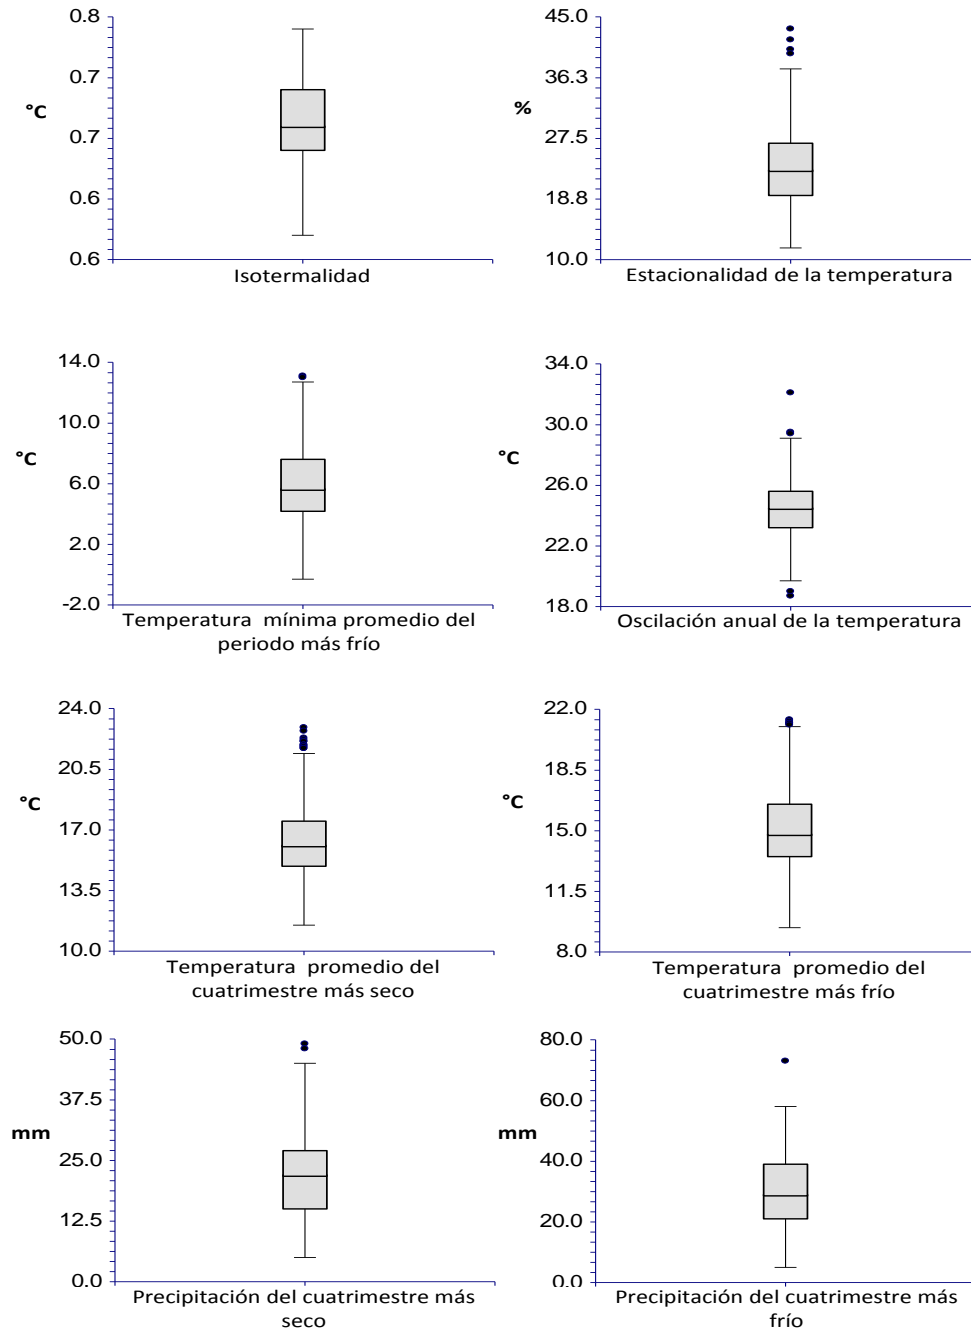 0.8
0.7
°C
0.7
0.6
0.6
Isotermalidad
45.0
36.3
%
27.5
18.8
10.0
Estacionalidad de la temperatura
14.0
10.0
°C
6.0
2.0
-2.0
Temperatura mínima promedio del
periodo más frío
34.0
30.0
°C
26.0
22.0
18.0
Oscilación anual de la temperatura
24.0
20.5
°C
17.0
13.5
10.0
Temperatura promedio del
cuatrimestre más seco
22.0
18.5
°C
15.0
11.5
8.0
Temperatura promedio del
cuatrimestre más frío
50.0
37.5
mm
25.0
12.5
0.0
Precipitación del cuatrimestre más
seco
80.0
60.0
mm
40.0
20.0
0.0
Precipitación del cuatrimestre más
frío